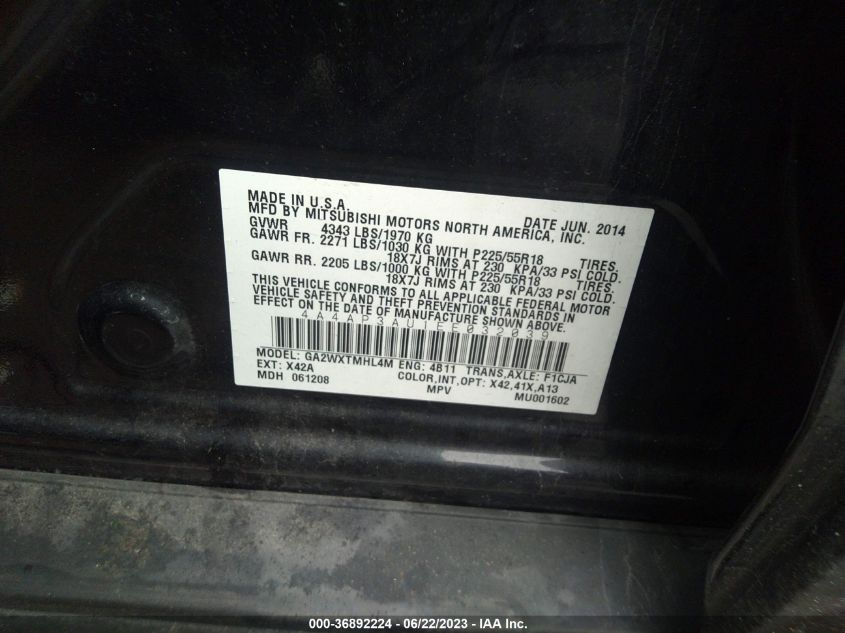 MADE IN U.S.A.
MFD BY MITSUBISHI MOTORS NORTH AMERICA, INC. DATE JUN. 2014
GVWR 4343 LBS/1970 KG
GAWR FR. 2271 LBS/1030 KG WITH P225/55R18 TIRES.
18X7J RIMS AT 230 KPA/33 PSI COLD.
GAWR RR. 2205 LBS/1000 KG WITH P225/55R18 TIRES.
18X7J RIMS AT 230 KPA/33 PSI COLD.
THIS VEHICLE CONFORMS TO ALL APPLICABLE FEDERAL MOTOR
VEHICLE SAFETY AND THEFT PREVENTION STANDARDS IN
EFFECT ON THE DATE OF MANUFACTURE SHOWN ABOVE.
4A4AP3AU1EE032039
MODEL: GA2WXTMHL4M ENG: 4B11 TRANS,AXLE: F1CJA
EXT: X42A COLOR,INT,OPT: X42,41X,A13
MDH 061208 MPV MU001602
000-36892224 - 06/22/2023 - IAA Inc.